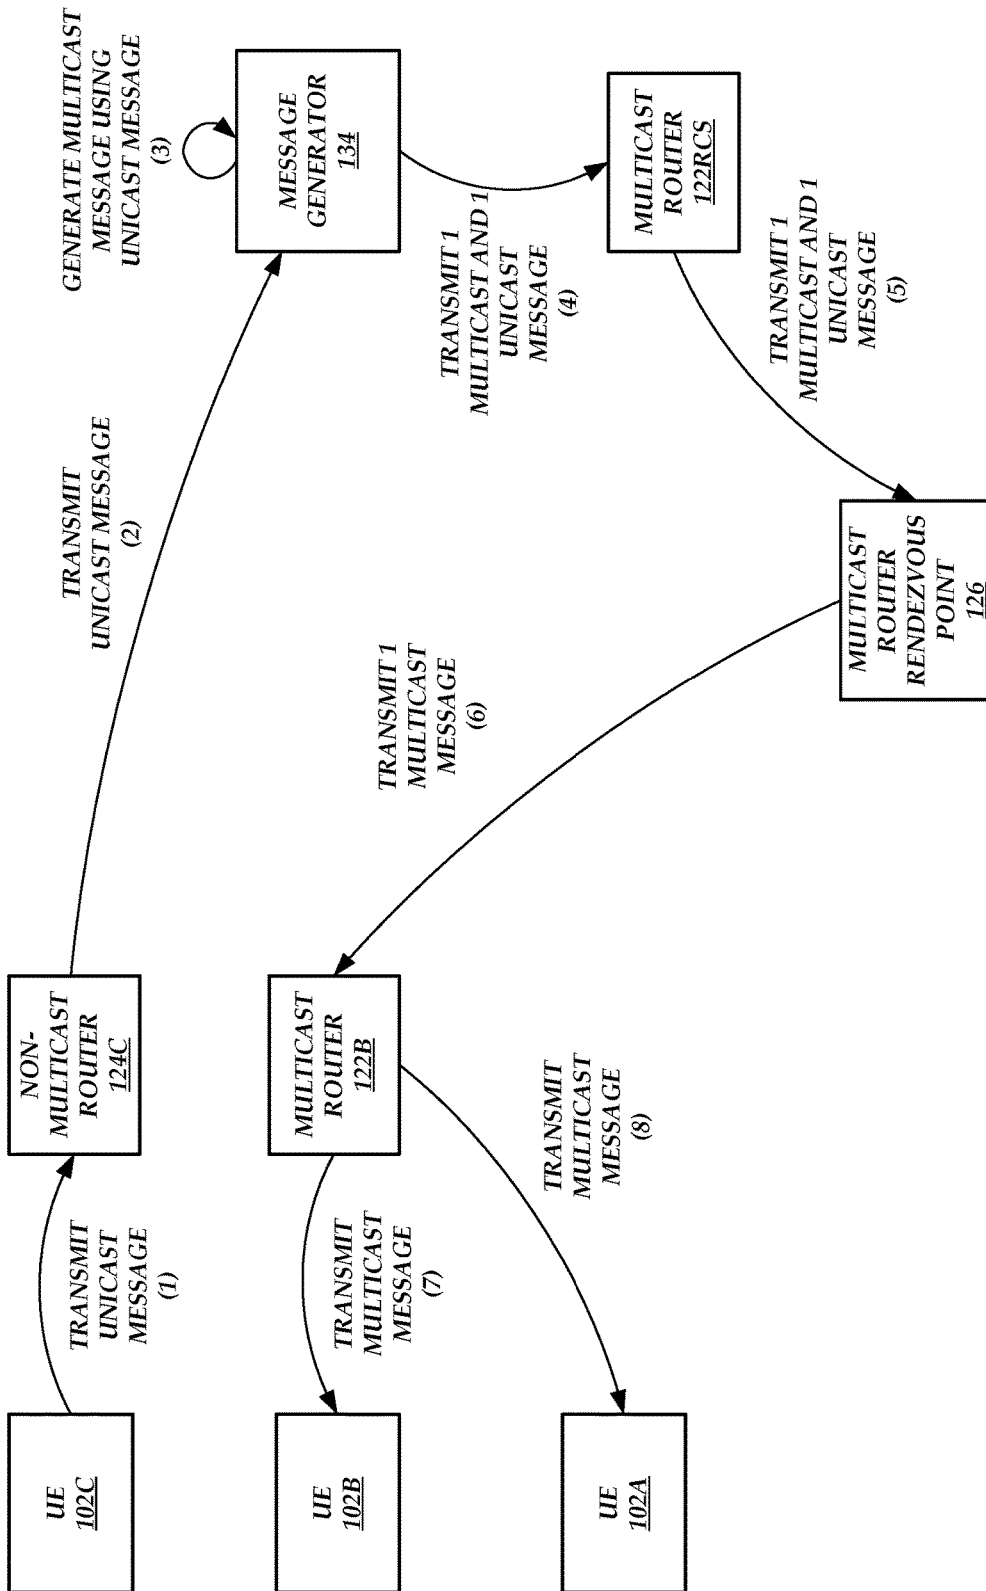 UE
102C
TRANSMIT
UNICAST
MESSAGE
(1)
NON-
MULTICAST
ROUTER
124C
TRANSMIT
UNICAST MESSAGE
(2)
GENERATE MULTICAST
MESSAGE USING
UNICAST MESSAGE
(3)
MESSAGE
GENERATOR
134
TRANSMIT 1
MULTICAST AND 1
UNICAST
MESSAGE
(4)
MULTICAST
ROUTER
122RCS
TRANSMIT 1
MULTICAST AND 1
UNICAST
MESSAGE
(5)
MULTICAST
ROUTER
RENDEZVOUS
POINT
126
TRANSMIT 1
MULTICAST
MESSAGE
(6)
MULTICAST
ROUTER
122B
TRANSMIT
MULTICAST
MESSAGE
(7)
UE
102B
TRANSMIT
MULTICAST
MESSAGE
(8)
UE
102A